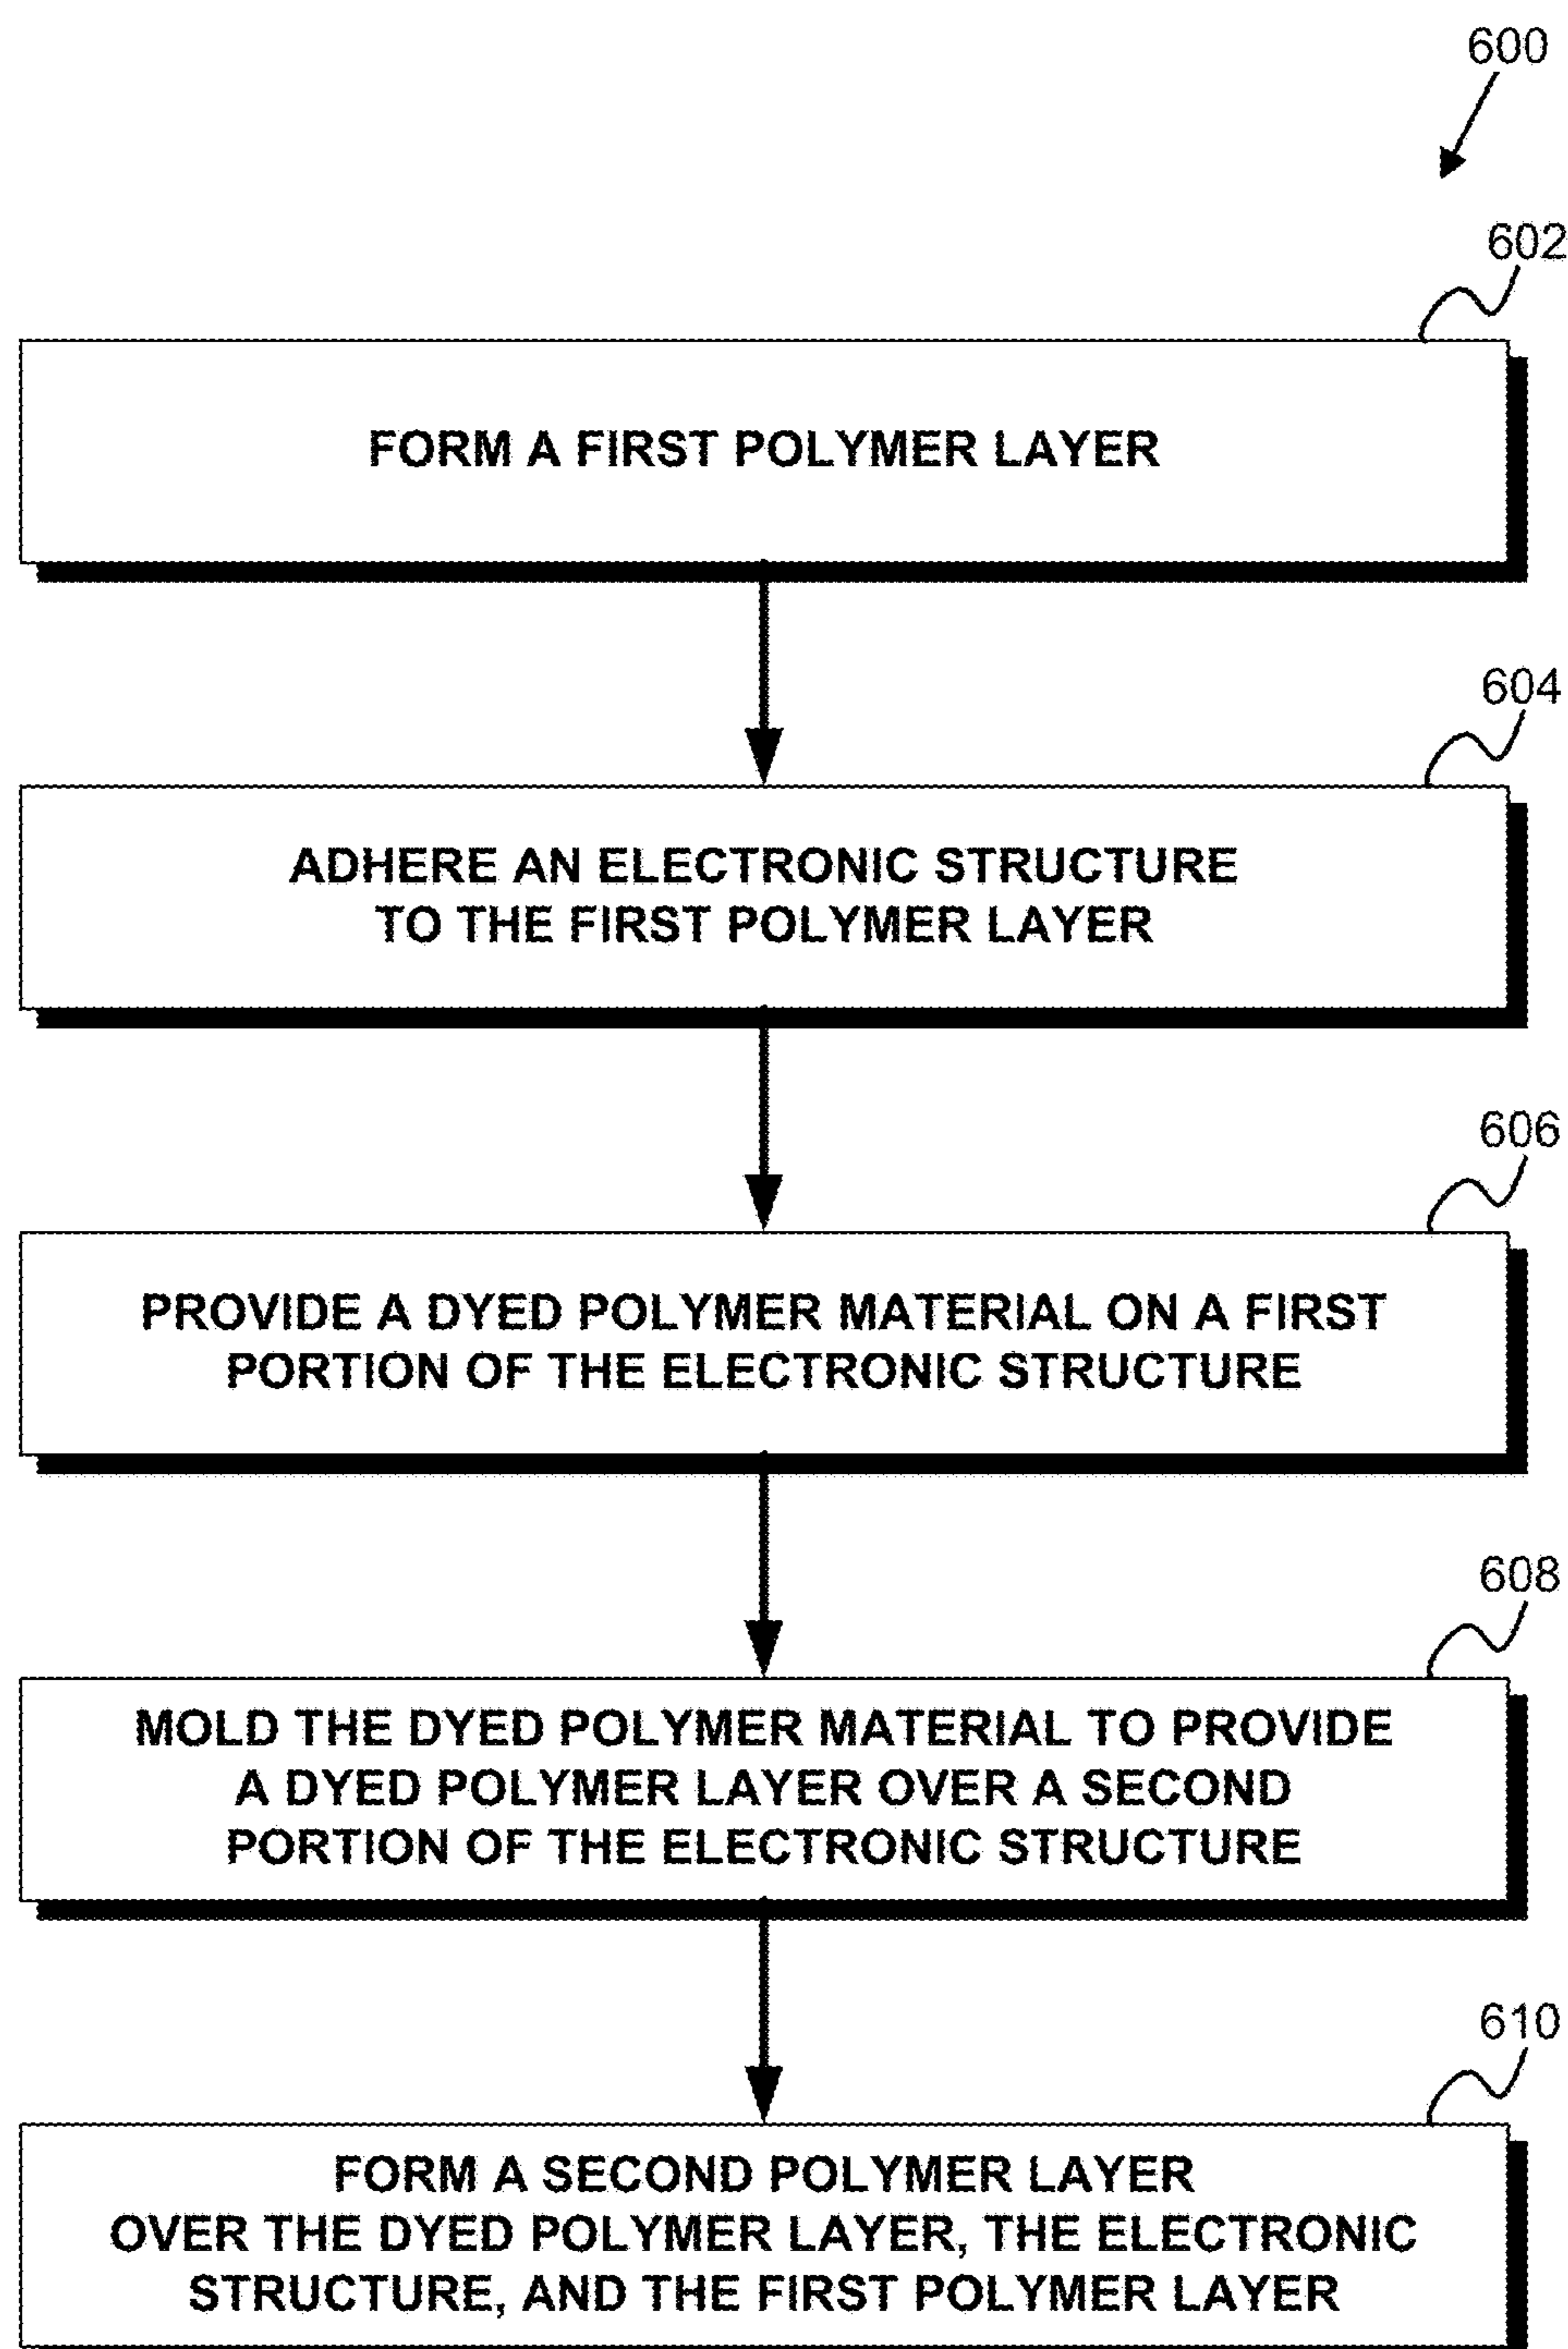 600
602
FORM A FIRST POLYMER LAYER
604
ADHERE AN ELECTRONIC STRUCTURE
TO THE FIRST POLYMER LAYER
606
PROVIDE A DYED POLYMER MATERIAL ON A FIRST
PORTION OF THE ELECTRONIC STRUCTURE
608
MOLD THE DYED POLYMER MATERIAL TO PROVIDE
A DYED POLYMER LAYER OVER A SECOND
PORTION OF THE ELECTRONIC STRUCTURE
610
FORM A SECOND POLYMER LAYER
OVER THE DYED POLYMER LAYER, THE ELECTRONIC
STRUCTURE, AND THE FIRST POLYMER LAYER